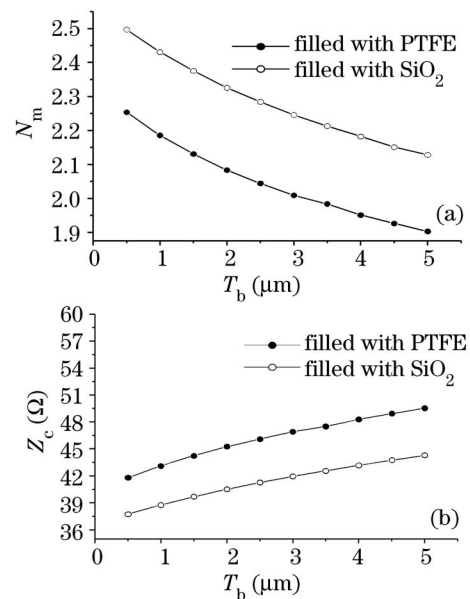 2.5
2.4
2.3
2.2
2.1
2.0
1.9
Nm
filled with PTFE
filled with SiO2
(a)
0 1 2 3 4 5
Tb (μm)
60
57
54
51
48
45
42
39
36
Zc (Ω)
filled with PTFE
filled with SiO2
(b)
0 1 2 3 4 5
Tb (μm)